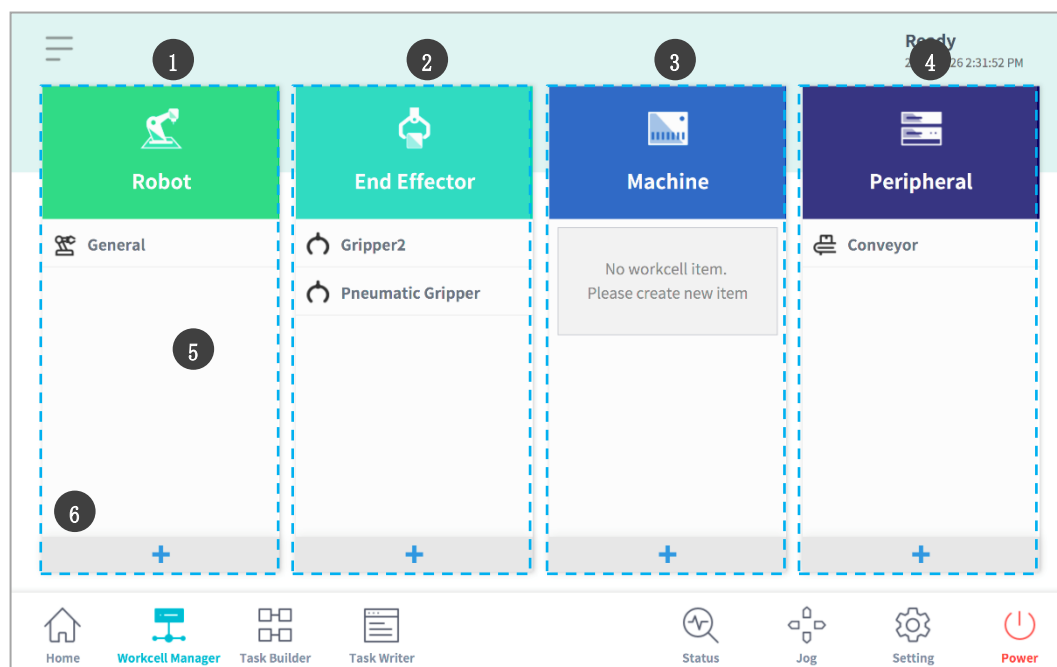 1
2
3
4
26 2:31:52 PM
Robot
End Effector
Machine
Peripheral
General
Gripper2
Conveyor
No workcell item.
Please create new item
Pneumatic Gripper
5
6
+
+
+
+
Home
Workcell Manager
Task Builder
Task Writer
Status
Jog
Setting
Power